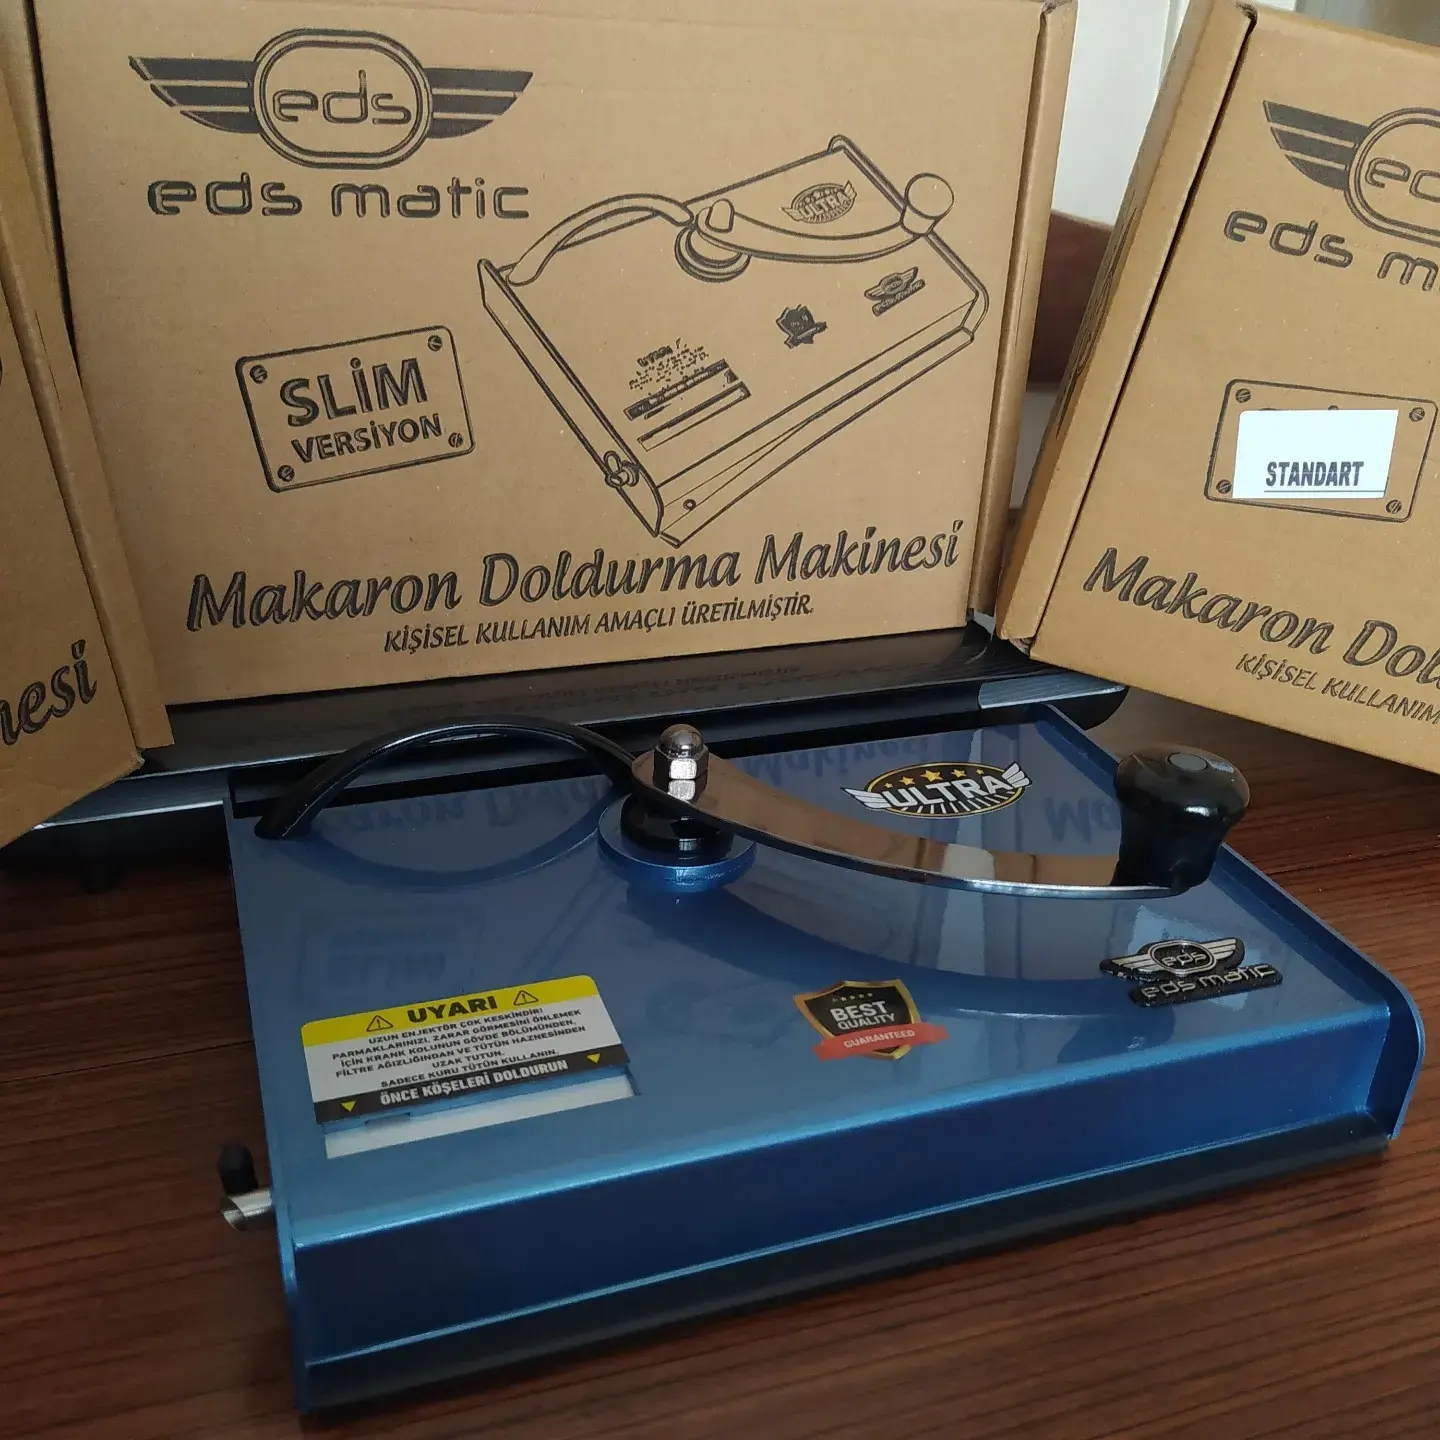 eds
eds matic
ULTRA
SLİM
VERSİYON
Makaron Doldurma Makinesi
KİŞİSEL KULLANIM AMAÇLI ÜRETİLMİŞTİR.
nesi
eds
eds m
STANDART
Makaron Dol
KİŞİSEL KULLANIM
ULTRA
eds
eds matic
BEST
QUALITY
GUARANTEED
UYARI
UZUN ENJEKTÖR ÇOK KESKİNDİR!
PARMAKLARINIZI, ZARAR GÖRMESİNİ ÖNLEMEK
İÇİN KRANK KOLUNUN GÖVDE BÖLÜMÜNDEN,
FİLTRE AĞIZLIĞINDAN VE TÜTÜN HAZNESİNDEN
UZAK TUTUN.
SADECE KURU TÜTÜN KULLANIN.
ÖNCE KÖŞELERİ DOLDURUN